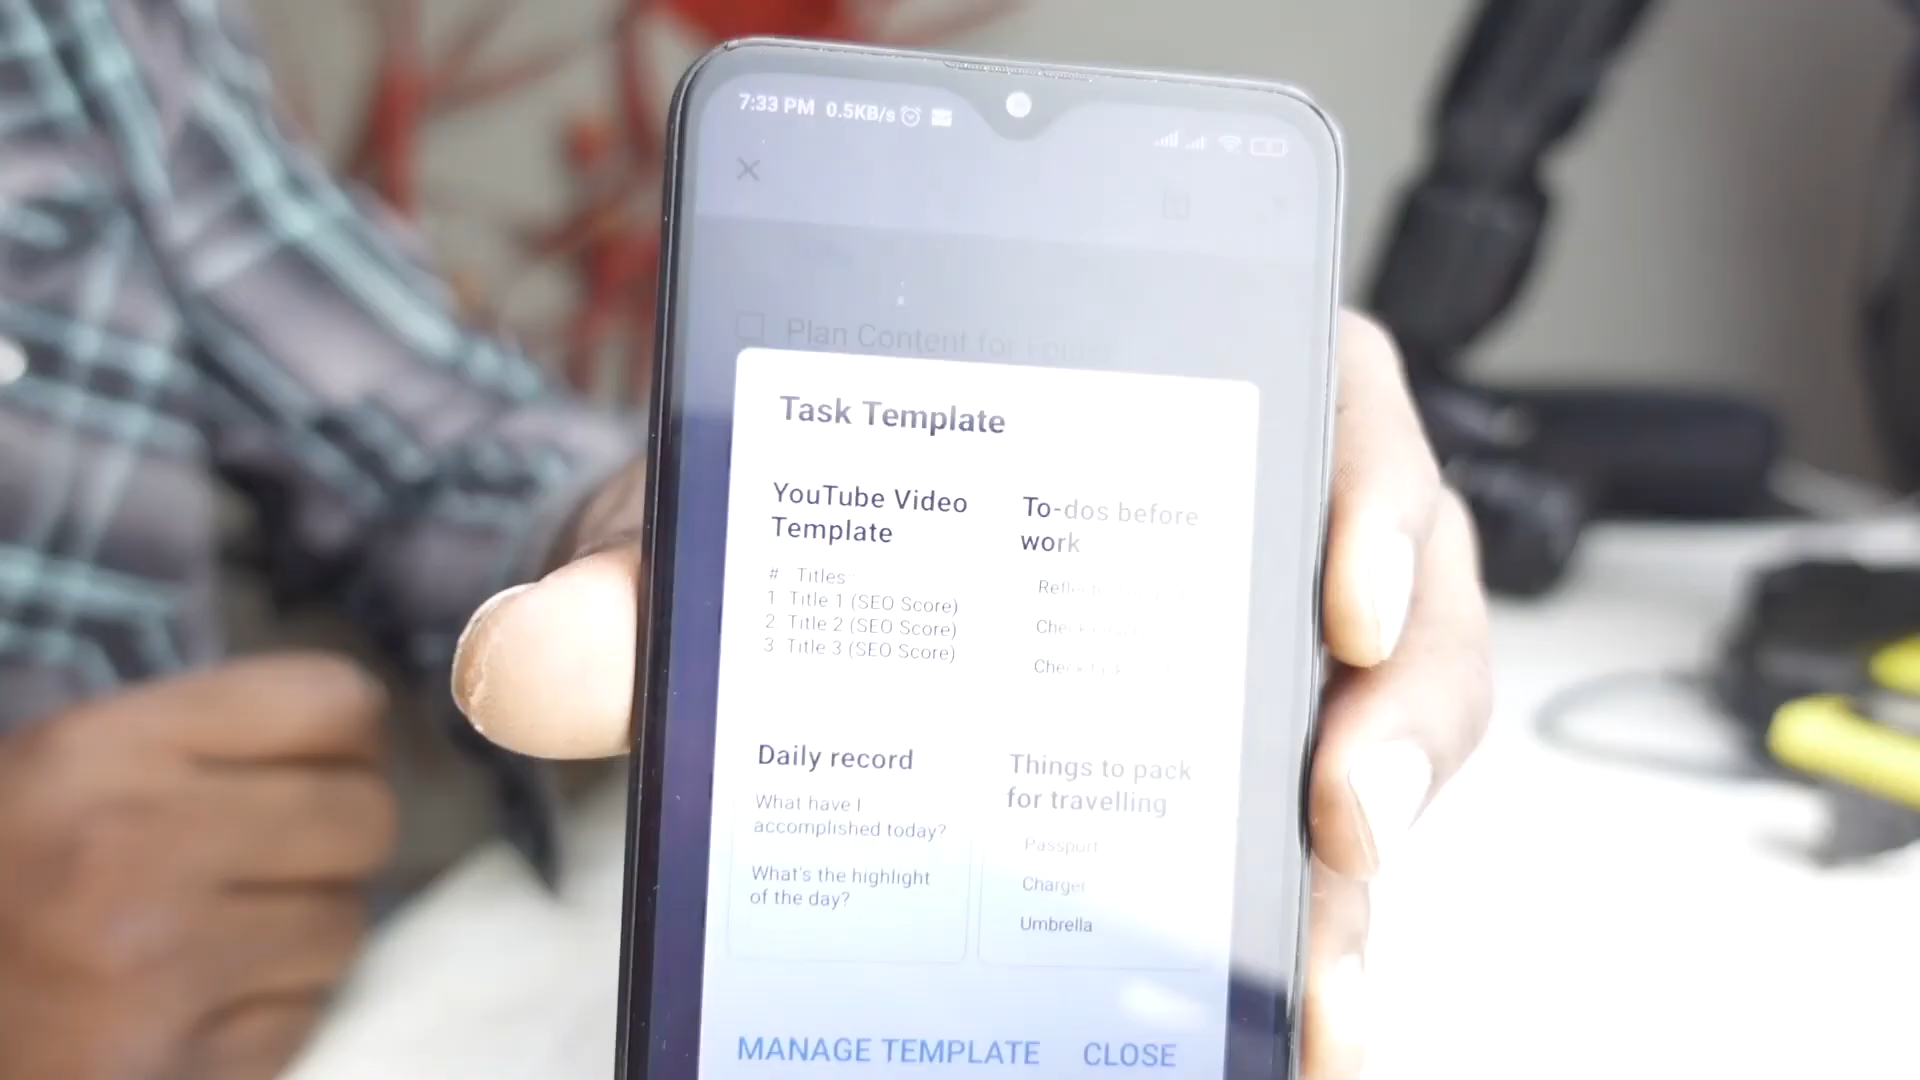 7:33 PM 0.5KB/s
Plan Content for
Task Template
YouTube Video
Template
# Titles
1 Title 1 (SEO Score)
2 Title 2 (SEO Score)
3 Title 3 (SEO Score)
To-dos before
work
Daily record
What have I
accomplished today?
What's the highlight
of the day?
Things to pack
for travelling
Passport
Charger
Umbrella
MANAGE TEMPLATE
CLOSE